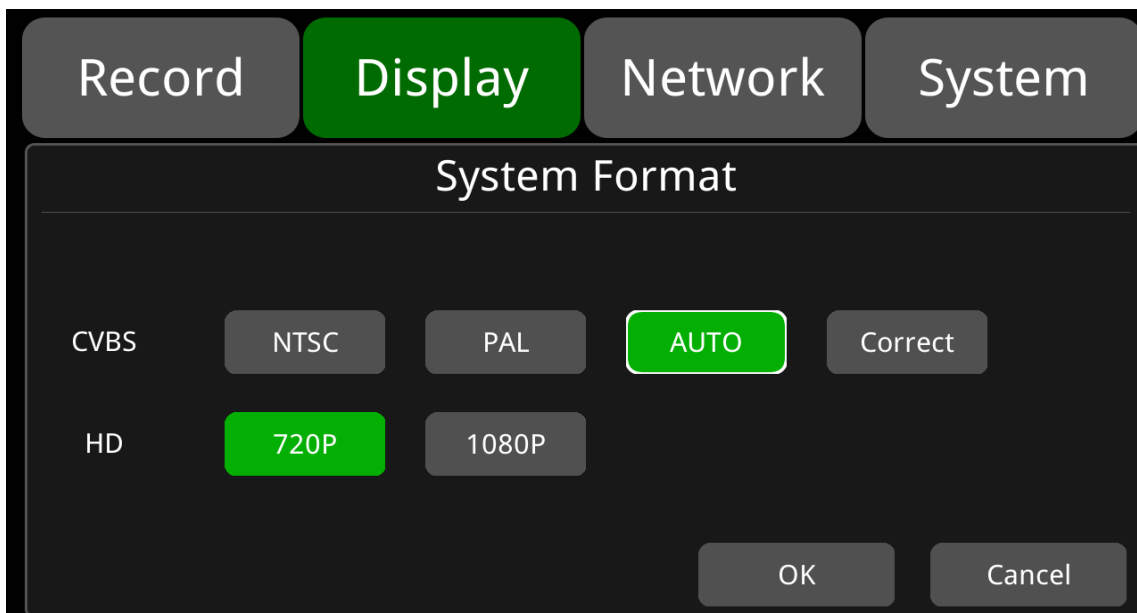 Record Display Network System
System Format
CVBS NTSC PAL AUTO Correct
HD 720P 1080P
OK Cancel